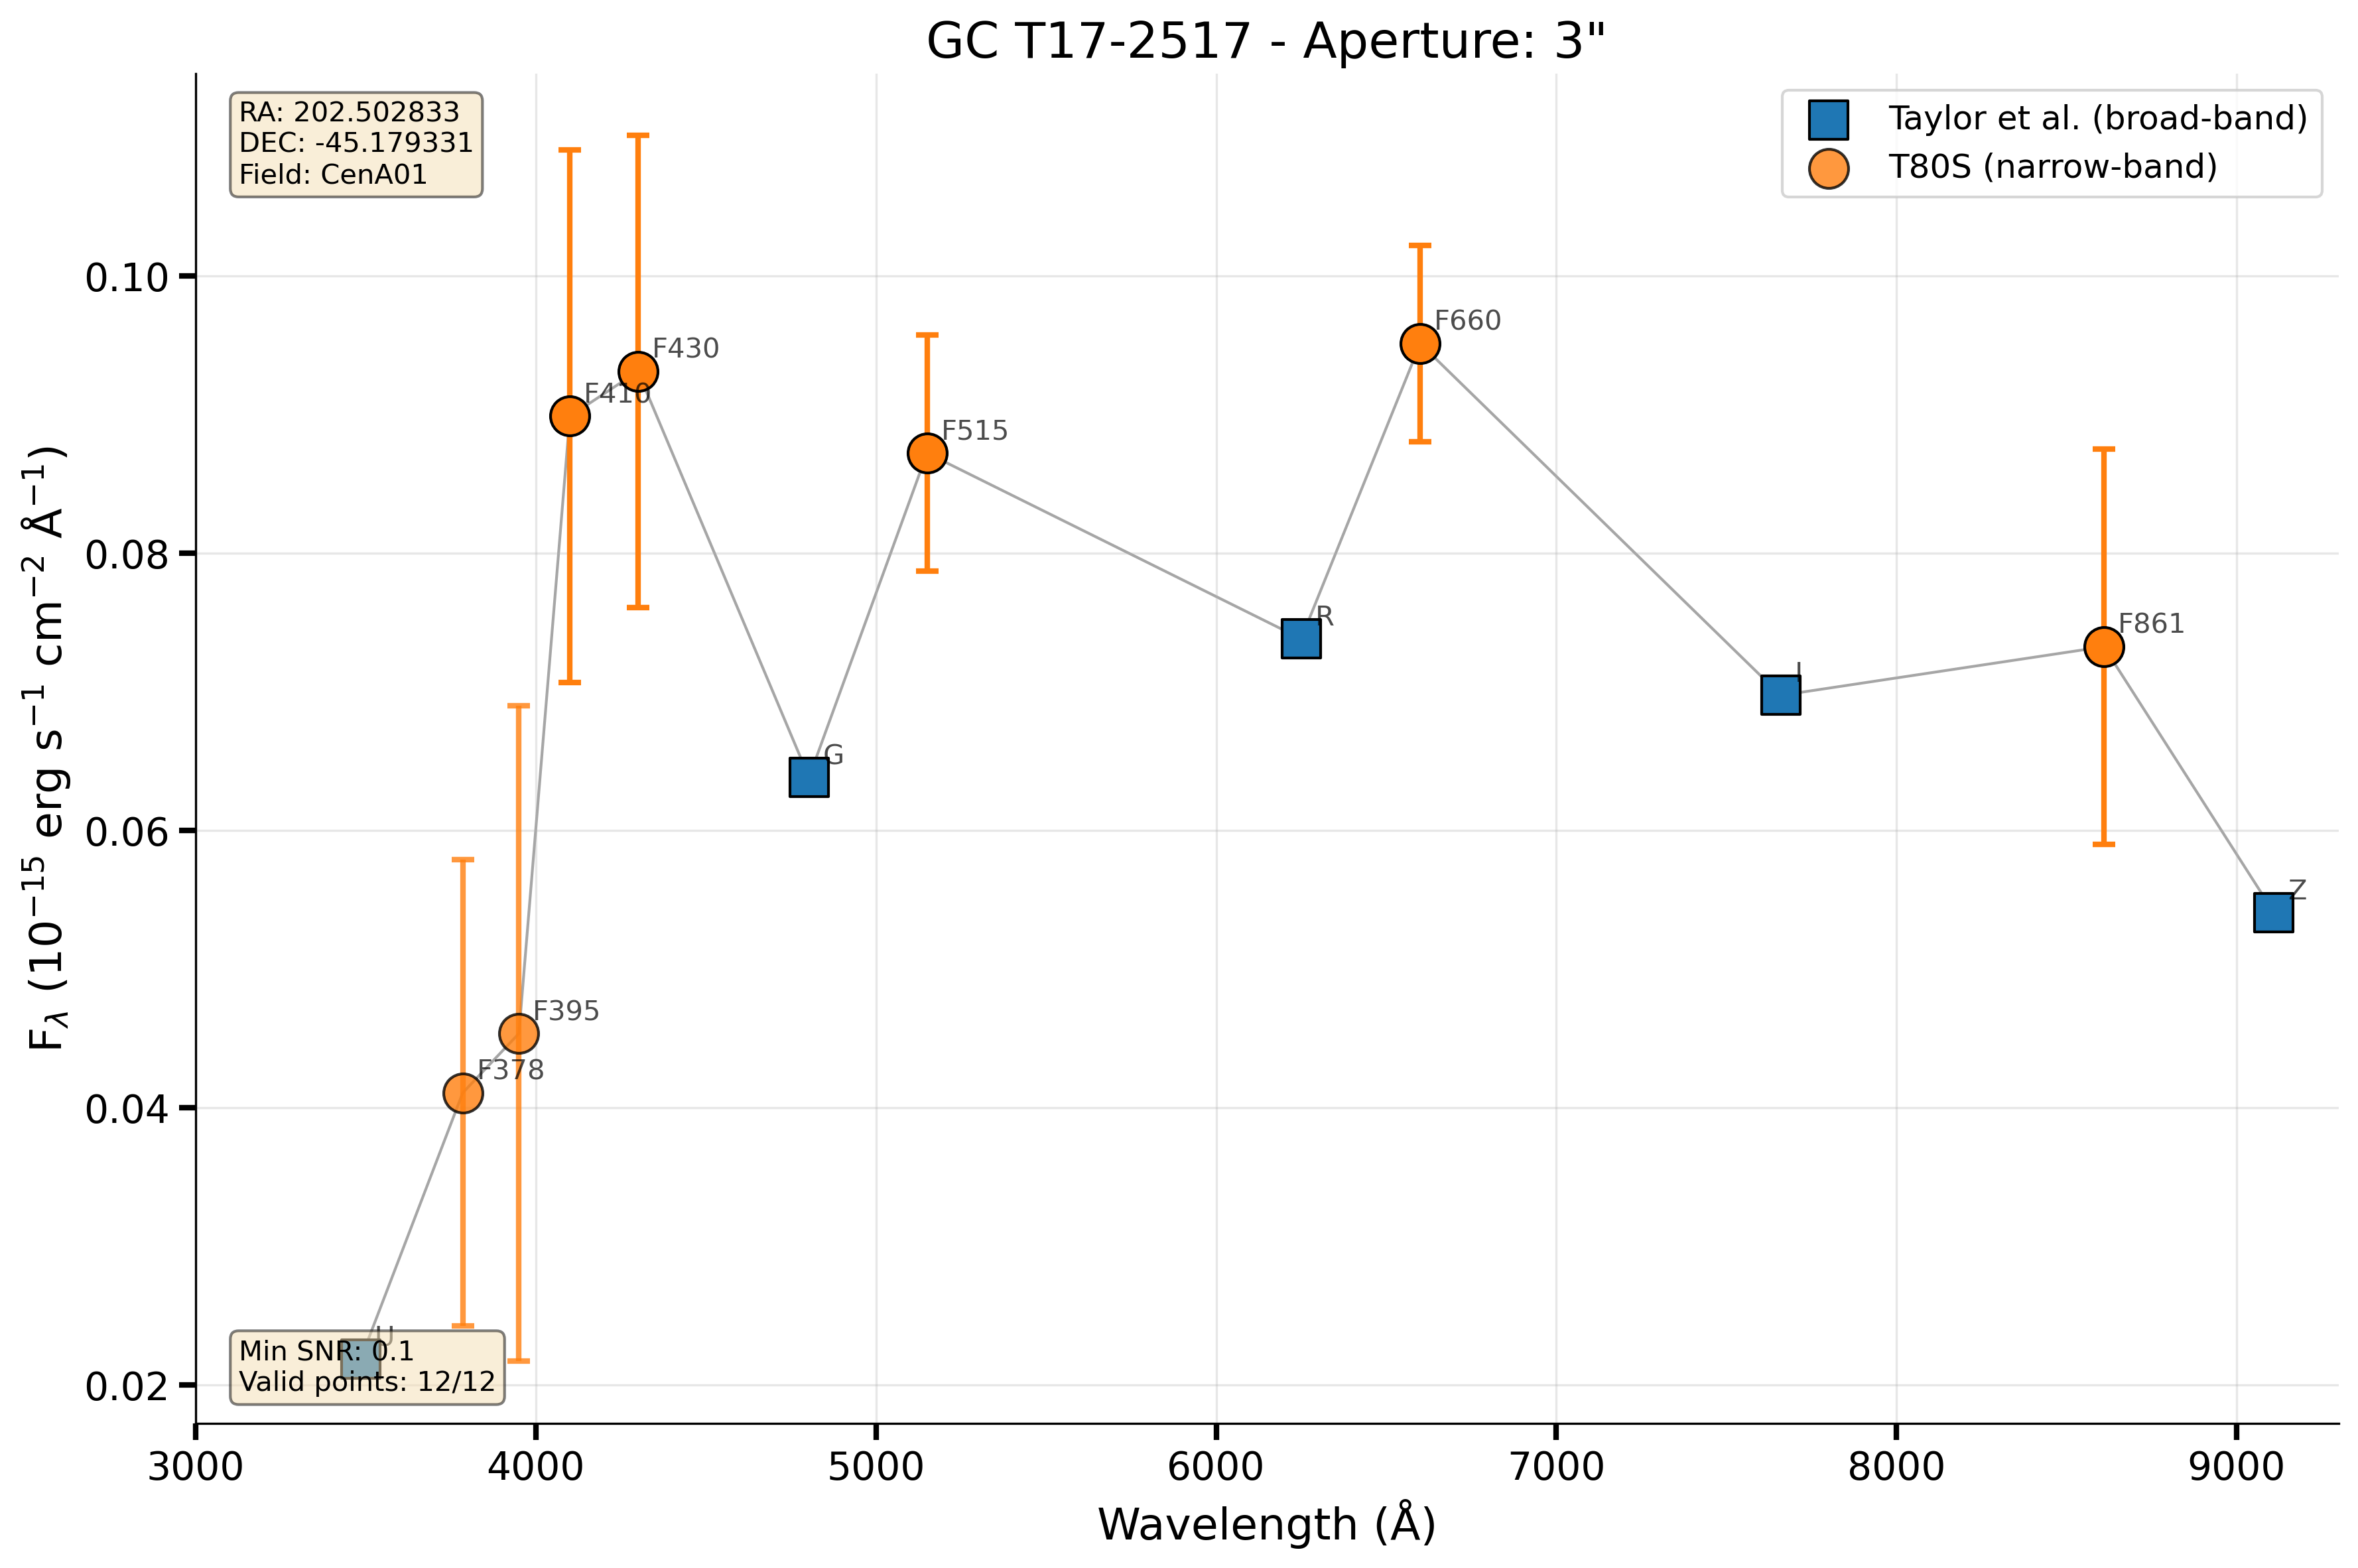 GC T17-2517 - Aperture: 3"
RA: 202.502833
DEC: -45.179331
Field: CenA01
Taylor et al. (broad-band)
T80S (narrow-band)
F430
F410
F515
F660
R
I
F861
G
Z
F395
F378
U
Min SNR: 0.1
Valid points: 12/12
0.10
0.08
0.06
0.04
0.02
F_λ (10⁻¹⁵ erg s⁻¹ cm⁻² Å⁻¹)
3000 4000 5000 6000 7000 8000 9000
Wavelength (Å)